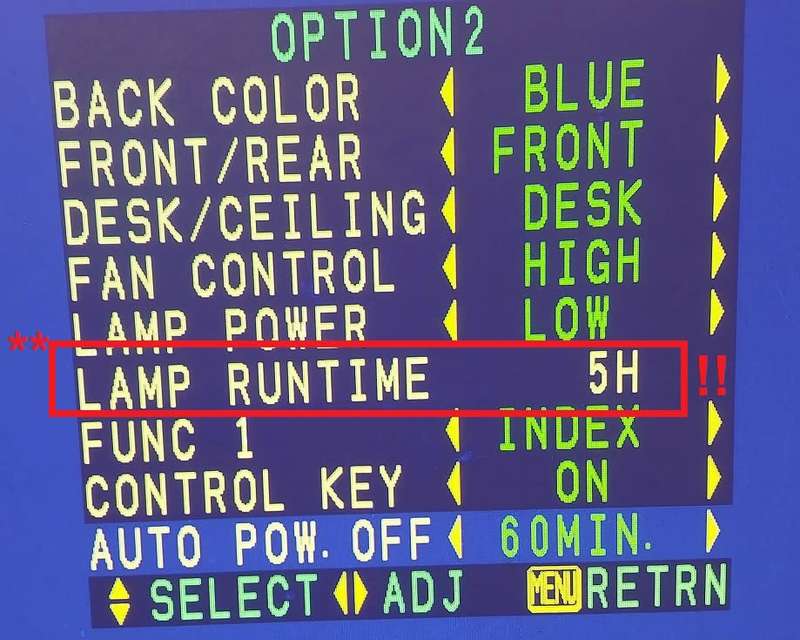 OPTION2
BACK COLOR BLUE
FRONT/REAR FRONT
DESK/CEILING DESK
FAN CONTROL HIGH
LAMP POWER LOW
** LAMP RUNTIME 5H !!
FUNC 1 INDEX
CONTROL KEY ON
AUTO POW. OFF 60MIN.
SELECT ADJ MENU RETRN